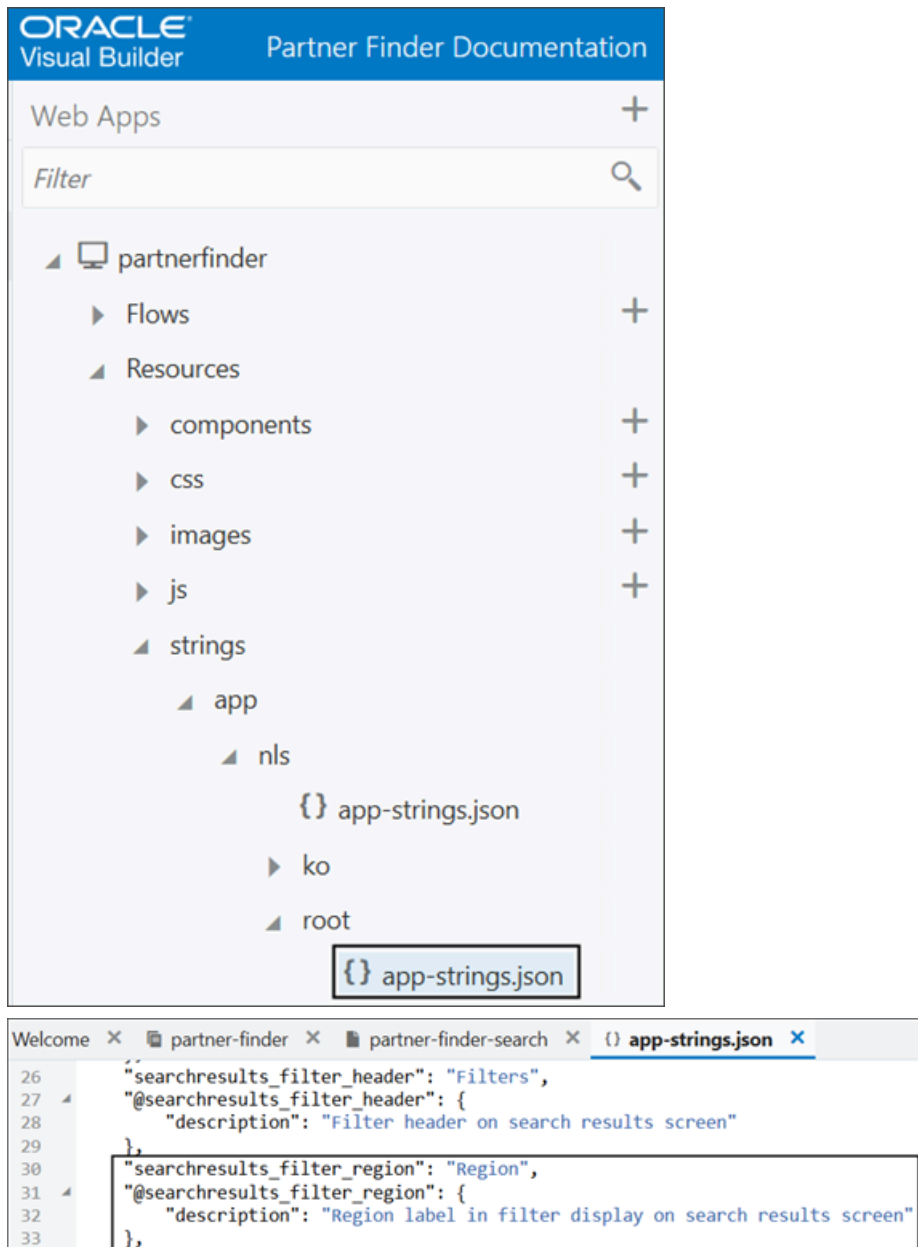 ORACLE
Visual Builder
Partner Finder Documentation
Web Apps
Filter
partnerfinder
Flows
Resources
components
css
images
js
strings
app
nls
{} app-strings.json
ko
root
{} app-strings.json
Welcome × partner-finder × partner-finder-search × {} app-strings.json ×
26 "searchresults_filter_header": "Filters",
27 "@searchresults_filter_header": {
28 "description": "Filter header on search results screen"
29 },
30 "searchresults_filter_region": "Region",
31 "@searchresults_filter_region": {
32 "description": "Region label in filter display on search results screen"
33 },